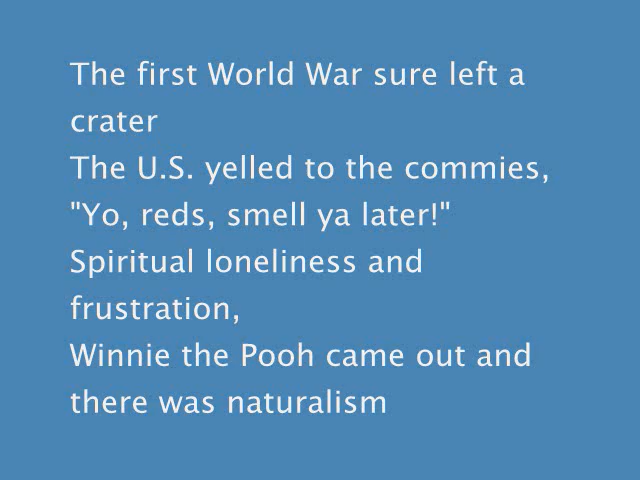 The first World War sure left a
crater
The U.S. yelled to the commies,
"Yo, reds, smell ya later!"
Spiritual loneliness and
frustration,
Winnie the Pooh came out and
there was naturalism